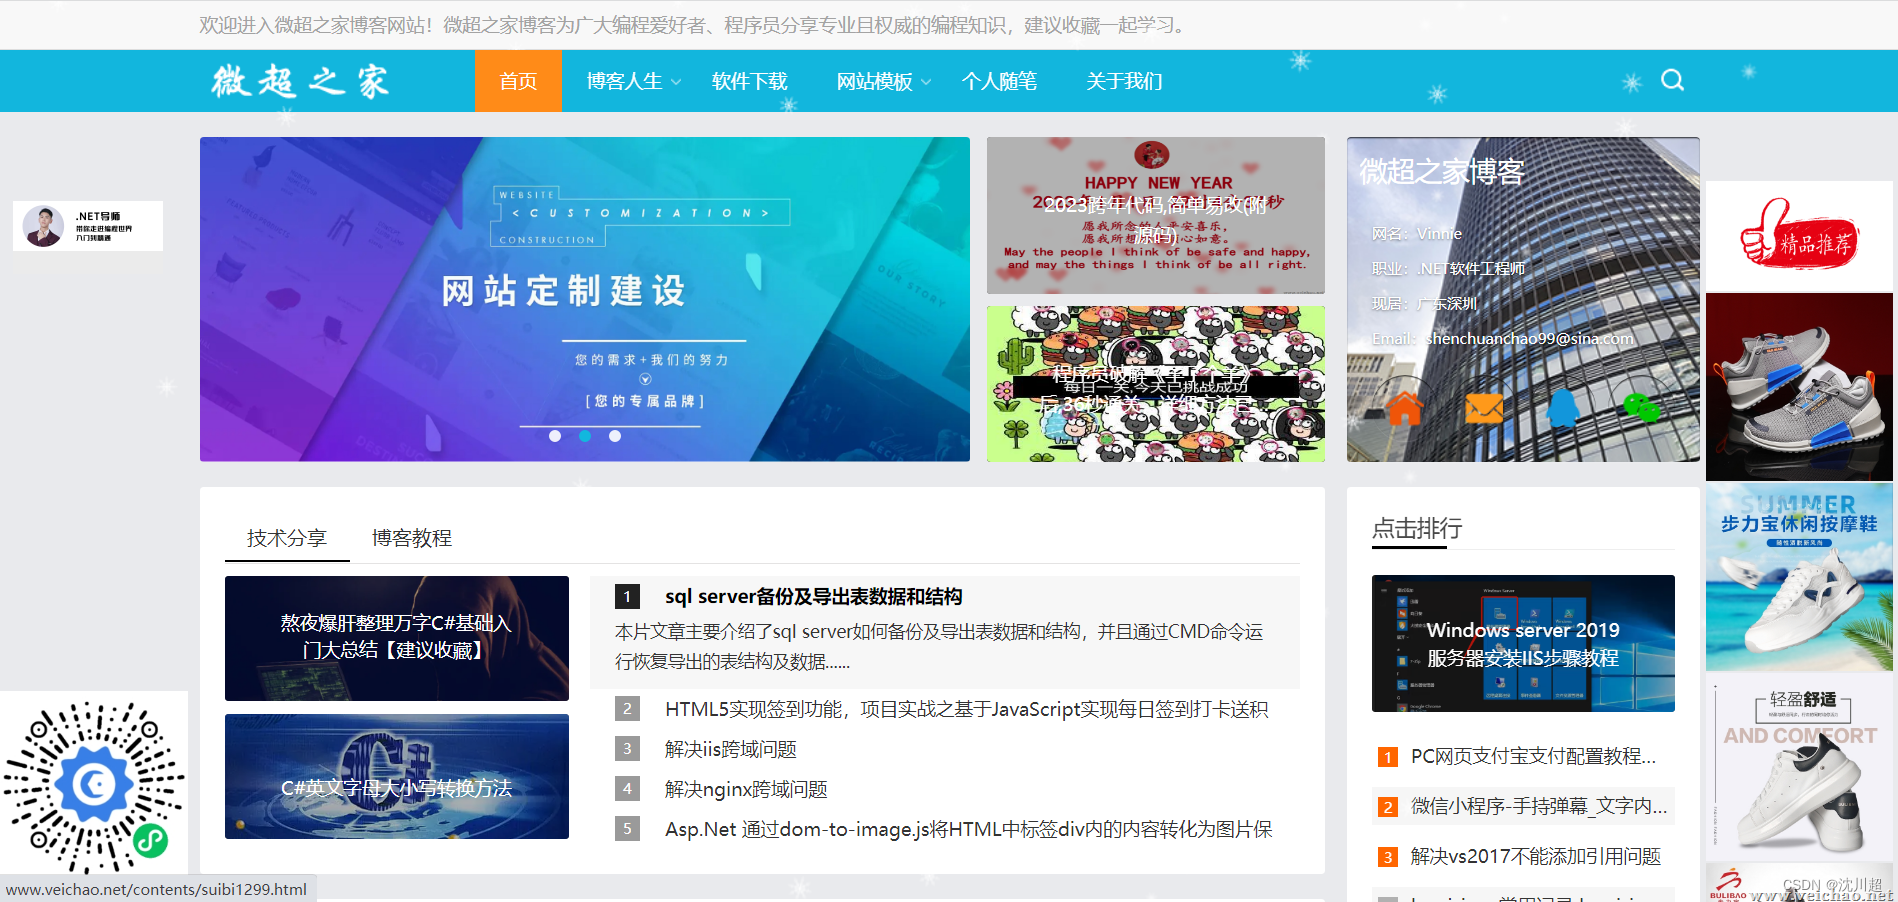 欢迎进入微超之家博客网站！微超之家博客为广大编程爱好者、程序员分享专业且权威的编程知识，建议收藏一起学习。
微超之家
首页
博客人生
软件下载
网站模板
个人随笔
关于我们
.NET导师
带你走进编程世界
入门到精通
WEBSITE
<CUSTOMIZATION>
CONSTRUCTION
网站定制建设
您的需求+我们的努力
[您的专属品牌]
OUR STORY
HAPPY NEW YEAR
2023跨年代码,简单易改(附
源码)
May the people I think of be safe and happy,
and may the things I think of be all right.
每日一关,今天已挑战成功
微超之家博客
网名：Vinnie
职业：.NET软件工程师
现居：广东深圳
Email：shenchuanchao99@sina.com
精品推荐
技术分享
博客教程
熬夜爆肝整理万字C#基础入
门大总结【建议收藏】
C#英文字母大小写转换方法
1
sql server备份及导出表数据和结构
本片文章主要介绍了sql server如何备份及导出表数据和结构，并且通过CMD命令运
行恢复导出的表结构及数据......
2 HTML5实现签到功能，项目实战之基于JavaScript实现每日签到打卡送积
3 解决iis跨域问题
4 解决nginx跨域问题
5 Asp.Net 通过dom-to-image.js将HTML中标签div内的内容转化为图片保
点击排行
Windows Server
Windows server 2019
服务器安装IIS步骤教程
1 PC网页支付宝支付配置教程...
2 微信小程序-手持弹幕_文字内...
3 解决vs2017不能添加引用问题
SUMMER
步力宝休闲按摩鞋
轻盈舒适
AND COMFORT
BULIBAO
CSDN @沈川超
www.veichao.net
www.veichao.net/contents/suibi1299.html